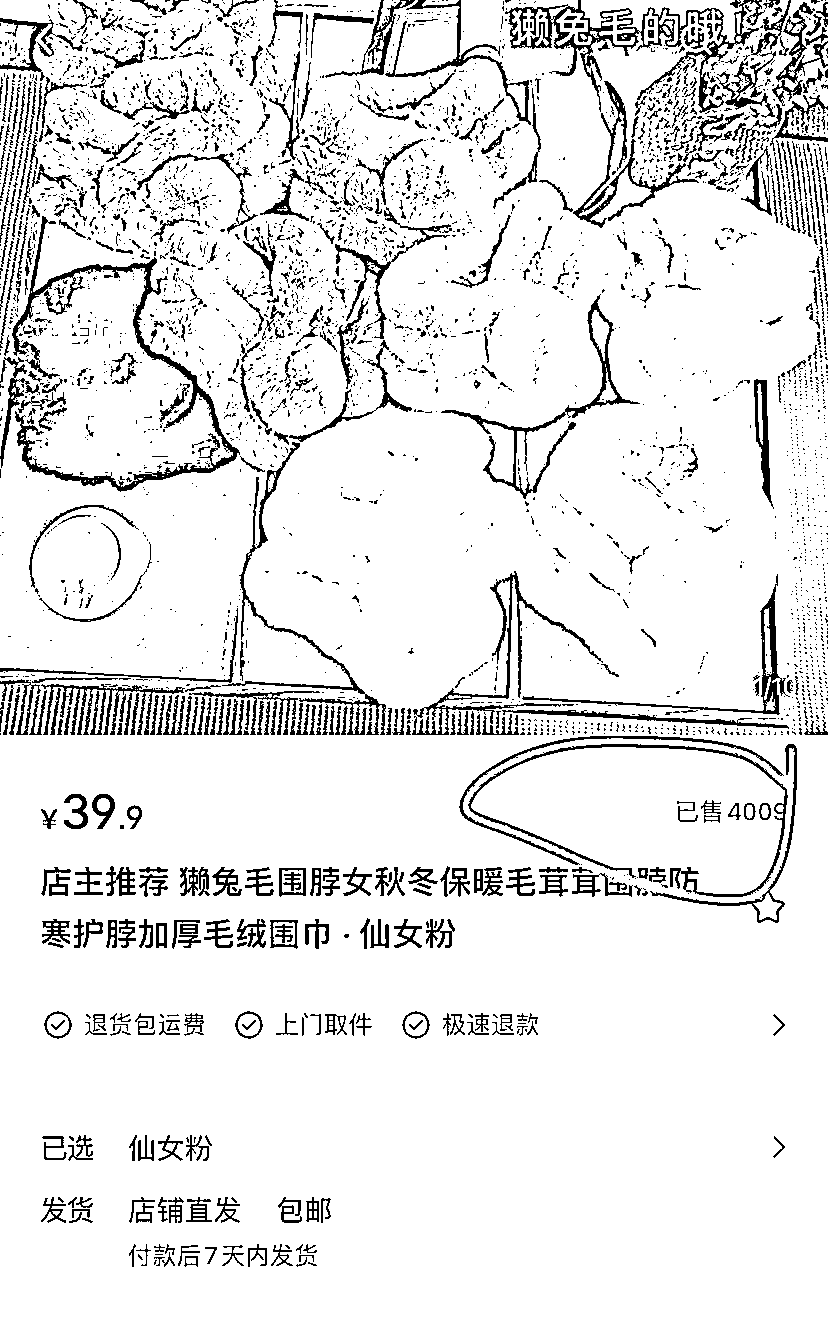 獭兔毛的哦！
1/10
¥39.9
已售4009
店主推荐 獭兔毛围脖女秋冬保暖毛茸茸围脖防
寒护脖加厚毛绒围巾·仙女粉
退货包运费 上门取件 极速退款
已选 仙女粉
发货 店铺直发 包邮
付款后7天内发货